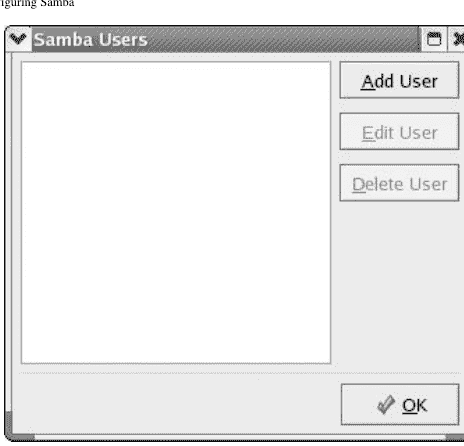 iguring Samba
Samba Users
Add User
Edit User
Delete User
OK